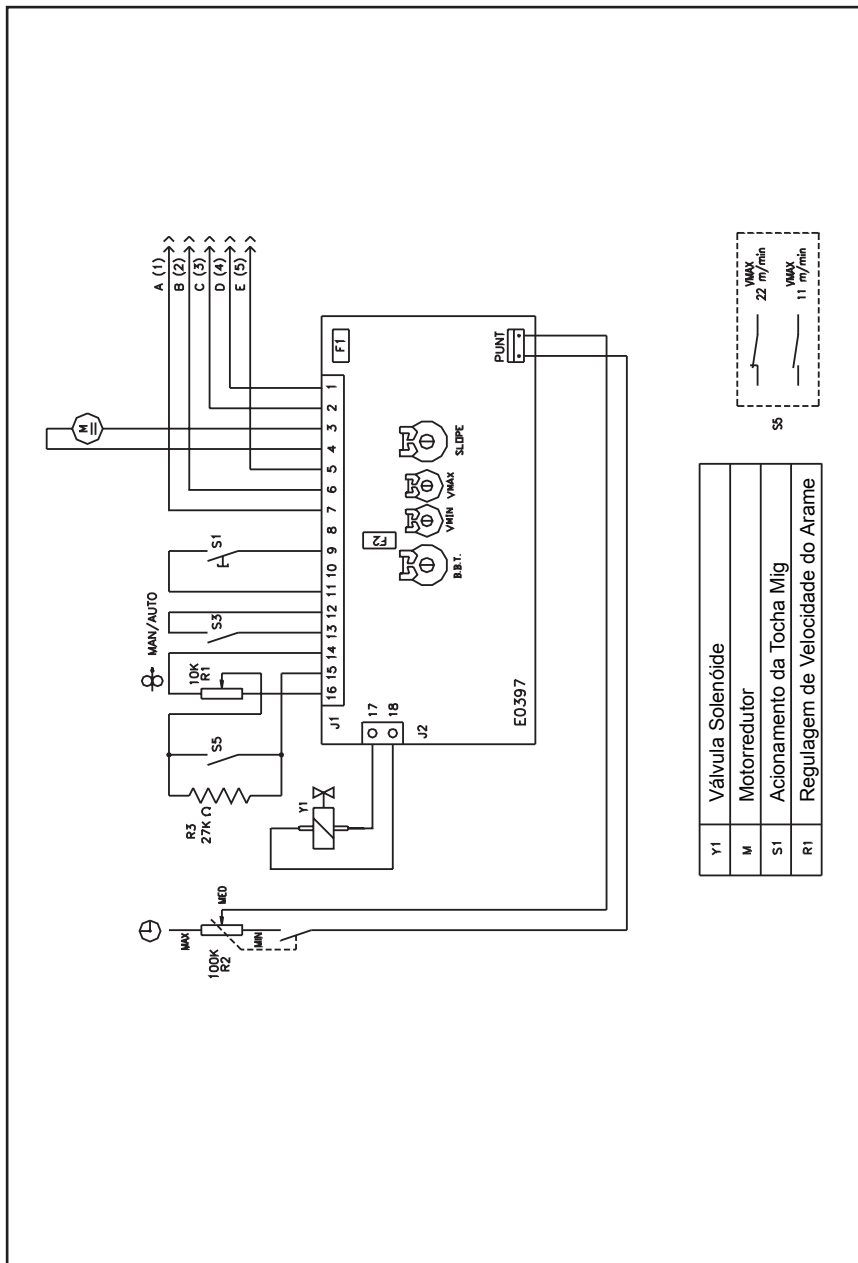 A (1)
B (2)
C (3)
D (4)
E (5)
M
S1
MAN/AUTO
S3
10K
R1
S5
R3
27K Ω
J1
16 15 14 13 12 11 10 9 8 7 6 5 4 3 2 1
F1
F2
B.B.T.
VMIN
VMAX
SLOPE
PUNT
17
18
J2
E0397
Y1
MAX
MED
MIN
100K
R2
VMAX
22 m/min
VMAX
11 m/min
S5
Y1 Válvula Solenóide
M Motorredutor
S1 Acionamento da Tocha Mig
R1 Regulagem de Velocidade do Arame